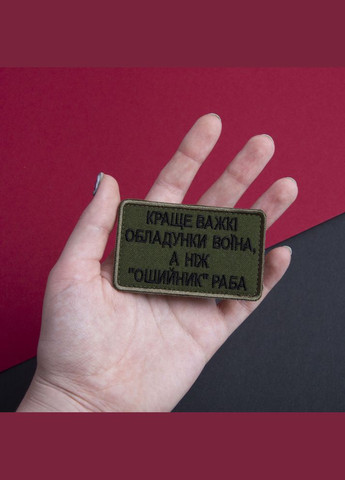 КРАЩЕ ВАЖКІ
ОБЛАДУНКИ ВОЇНА,
А НІЖ
"ОШИЙНИК" РАБА